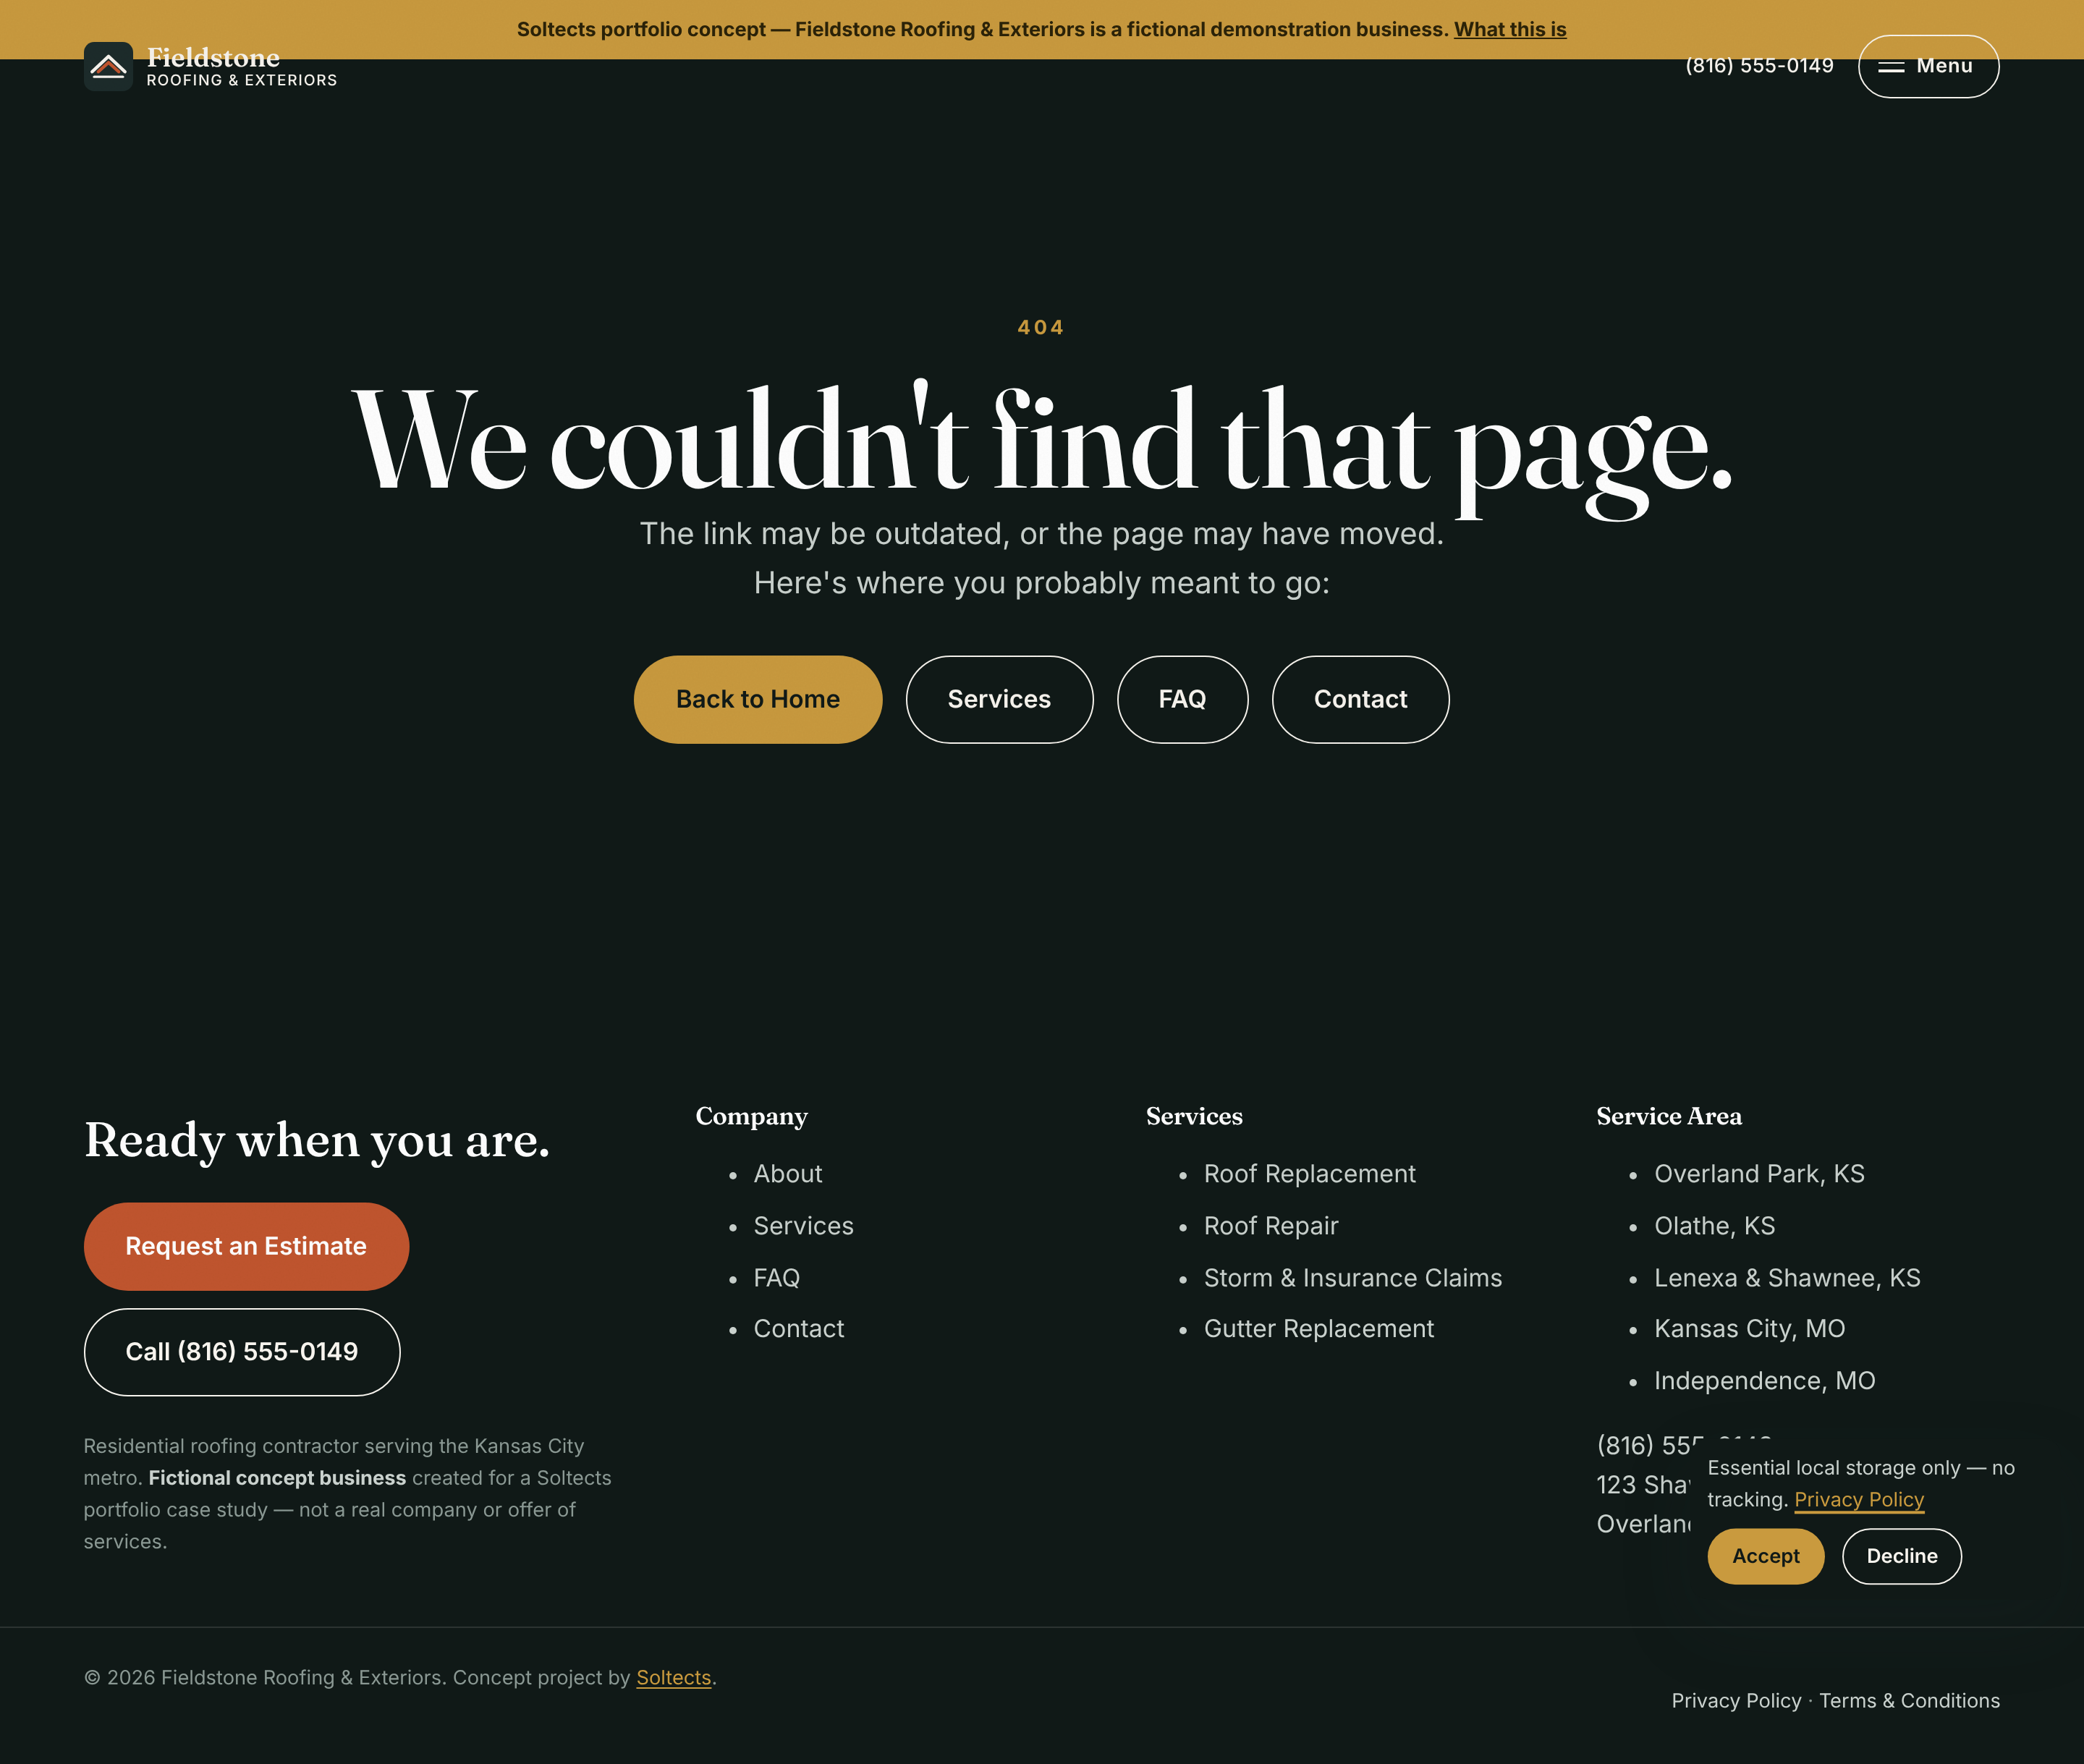 Soltects portfolio concept — Fieldstone Roofing & Exteriors is a fictional demonstration business. What this is
Fieldstone
ROOFING & EXTERIORS
(816) 555-0149
Menu
404
We couldn't find that page.
The link may be outdated, or the page may have moved.
Here's where you probably meant to go:
Back to Home
Services
FAQ
Contact
Ready when you are.
Request an Estimate
Call (816) 555-0149
Residential roofing contractor serving the Kansas City
metro. Fictional concept business created for a Soltects
portfolio case study — not a real company or offer of
services.
Company
• About
• Services
• FAQ
• Contact
Services
• Roof Replacement
• Roof Repair
• Storm & Insurance Claims
• Gutter Replacement
Service Area
• Overland Park, KS
• Olathe, KS
• Lenexa & Shawnee, KS
• Kansas City, MO
• Independence, MO
(816)
123
Essential local storage only — no
tracking. Privacy Policy
Accept
Decline
© 2026 Fieldstone Roofing & Exteriors. Concept project by Soltects.
Privacy Policy · Terms & Conditions